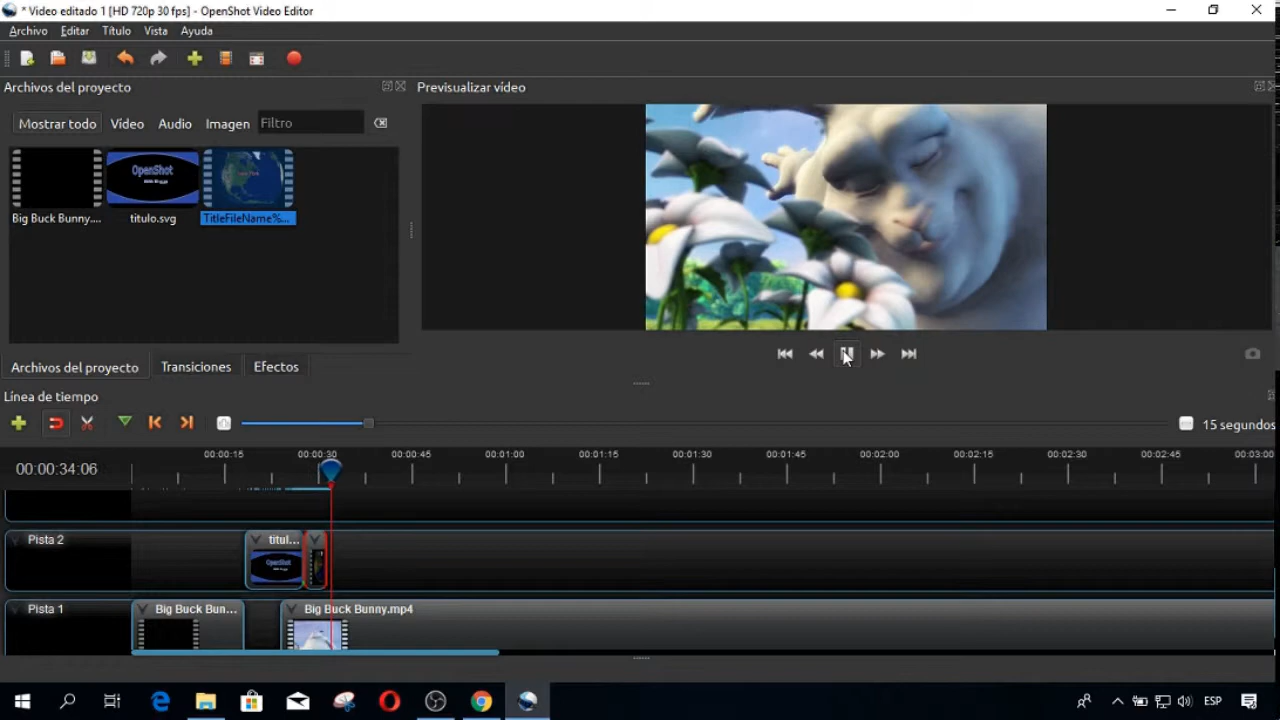 * Video editado 1 [HD 720p 30 fps] - OpenShot Video Editor
Archivo Editar Título Vista Ayuda
Archivos del proyecto
Previsualizar video
Mostrar todo Video Audio Imagen Filtro
OpenShot
Big Buck Bunny.... titulo.svg TitleFileName%...
Archivos del proyecto Transiciones Efectos
Línea de tiempo
15 segundos
00:00:34:06
00:00:15 00:00:30 00:00:45 00:01:00 00:01:15 00:01:30 00:01:45 00:02:00 00:02:15 00:02:30 00:02:45 00:03:00
Pista 2
titul...
OpenShot
Pista 1
Big Buck Bun...
Big Buck Bunny.mp4
ESP